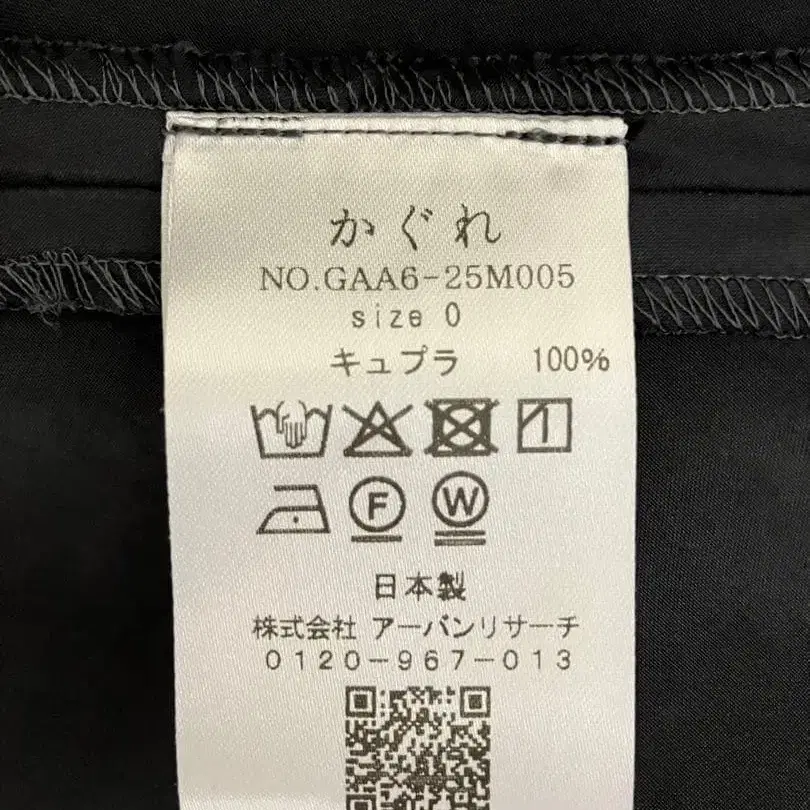 かぐれ
NO.GAA6-25M005
size 0
キュプラ 100%
F W
日本製
株式会社 アーバンリサーチ
0120-967-013